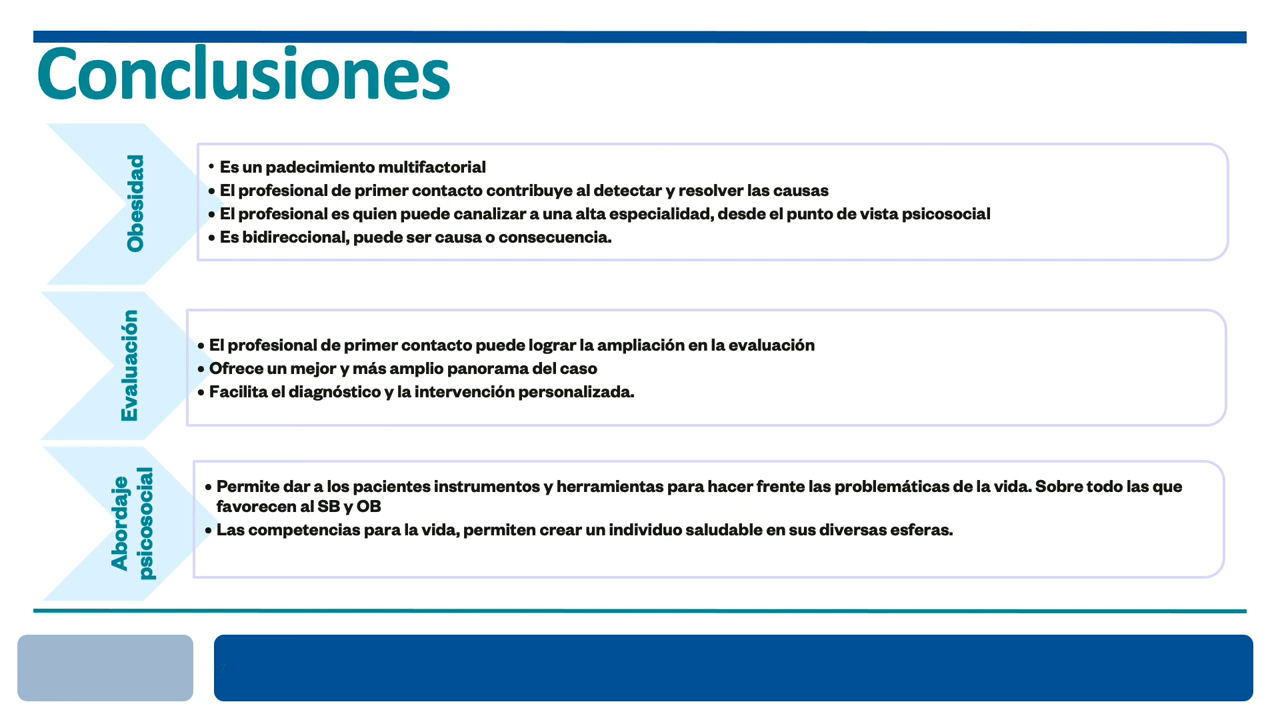 Conclusiones
Obesidad
• Es un padecimiento multifactorial
• El profesional de primer contacto contribuye al detectar y resolver las causas
• El profesional es quien puede canalizar a una alta especialidad, desde el punto de vista psicosocial
• Es bidireccional, puede ser causa o consecuencia.
Evaluación
• El profesional de primer contacto puede lograr la ampliación en la evaluación
• Ofrece un mejor y más amplio panorama del caso
• Facilita el diagnóstico y la intervención personalizada.
Abordaje
psicosocial
• Permite dar a los pacientes instrumentos y herramientas para hacer frente las problemáticas de la vida. Sobre todo las que
favorecen al SB y OB
• Las competencias para la vida, permiten crear un individuo saludable en sus diversas esferas.